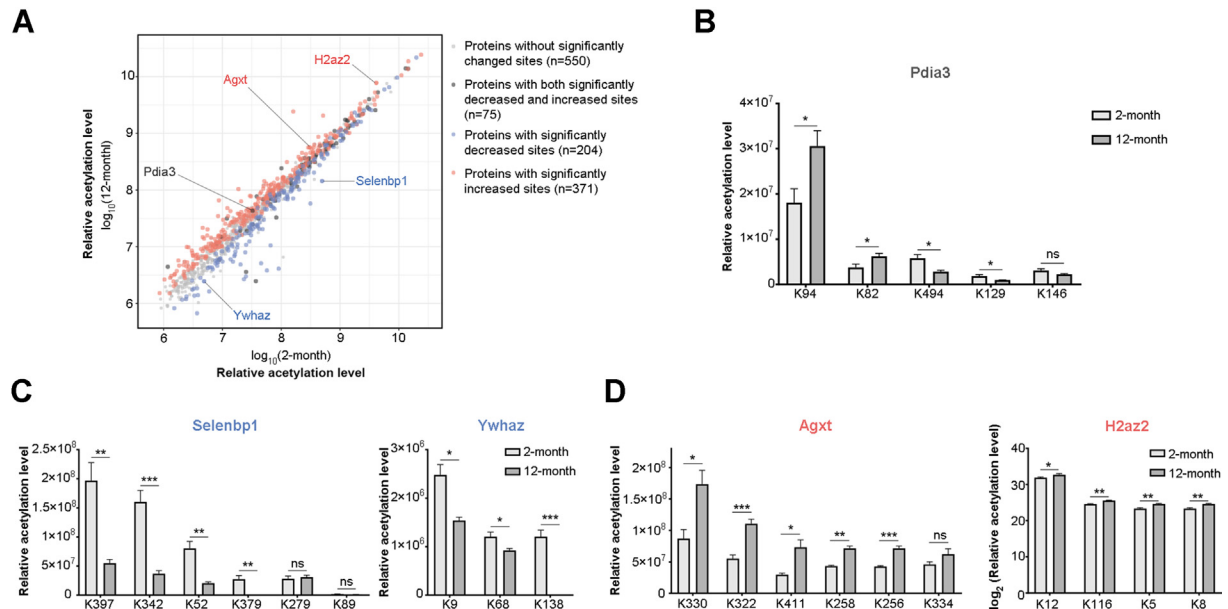 A
Relative acetylation level
log10(12-month)
10
9
8
7
6
6
7
8
9
10
log10(2-month)
Relative acetylation level
H2az2
Agxt
Pdia3
Selenbp1
Ywhaz
Proteins without significantly
changed sites (n=550)
Proteins with both significantly
decreased and increased sites
(n=75)
Proteins with significantly
decreased sites (n=204)
Proteins with significantly
increased sites (n=371)
B
Pdia3
Relative acetylation level
4×10^7
3×10^7
2×10^7
1×10^7
0
* * * * ns
K94 K82 K494 K129 K146
2-month
12-month
C
Selenbp1
Relative acetylation level
2.5×10^8
2×10^8
1.5×10^8
1×10^8
5×10^7
0
** *** ** ** ns ns
K397 K342 K52 K379 K279 K89
Ywhaz
Relative acetylation level
3×10^6
2×10^6
1×10^6
0
* * ***
K9 K68 K138
2-month
12-month
D
Agxt
Relative acetylation level
2×10^8
1.5×10^8
1×10^8
5×10^7
0
* *** * ** *** ns
K330 K322 K411 K258 K256 K334
H2az2
log2 (Relative acetylation level)
40
30
20
10
0
* ** ** **
K12 K116 K5 K8
2-month
12-month